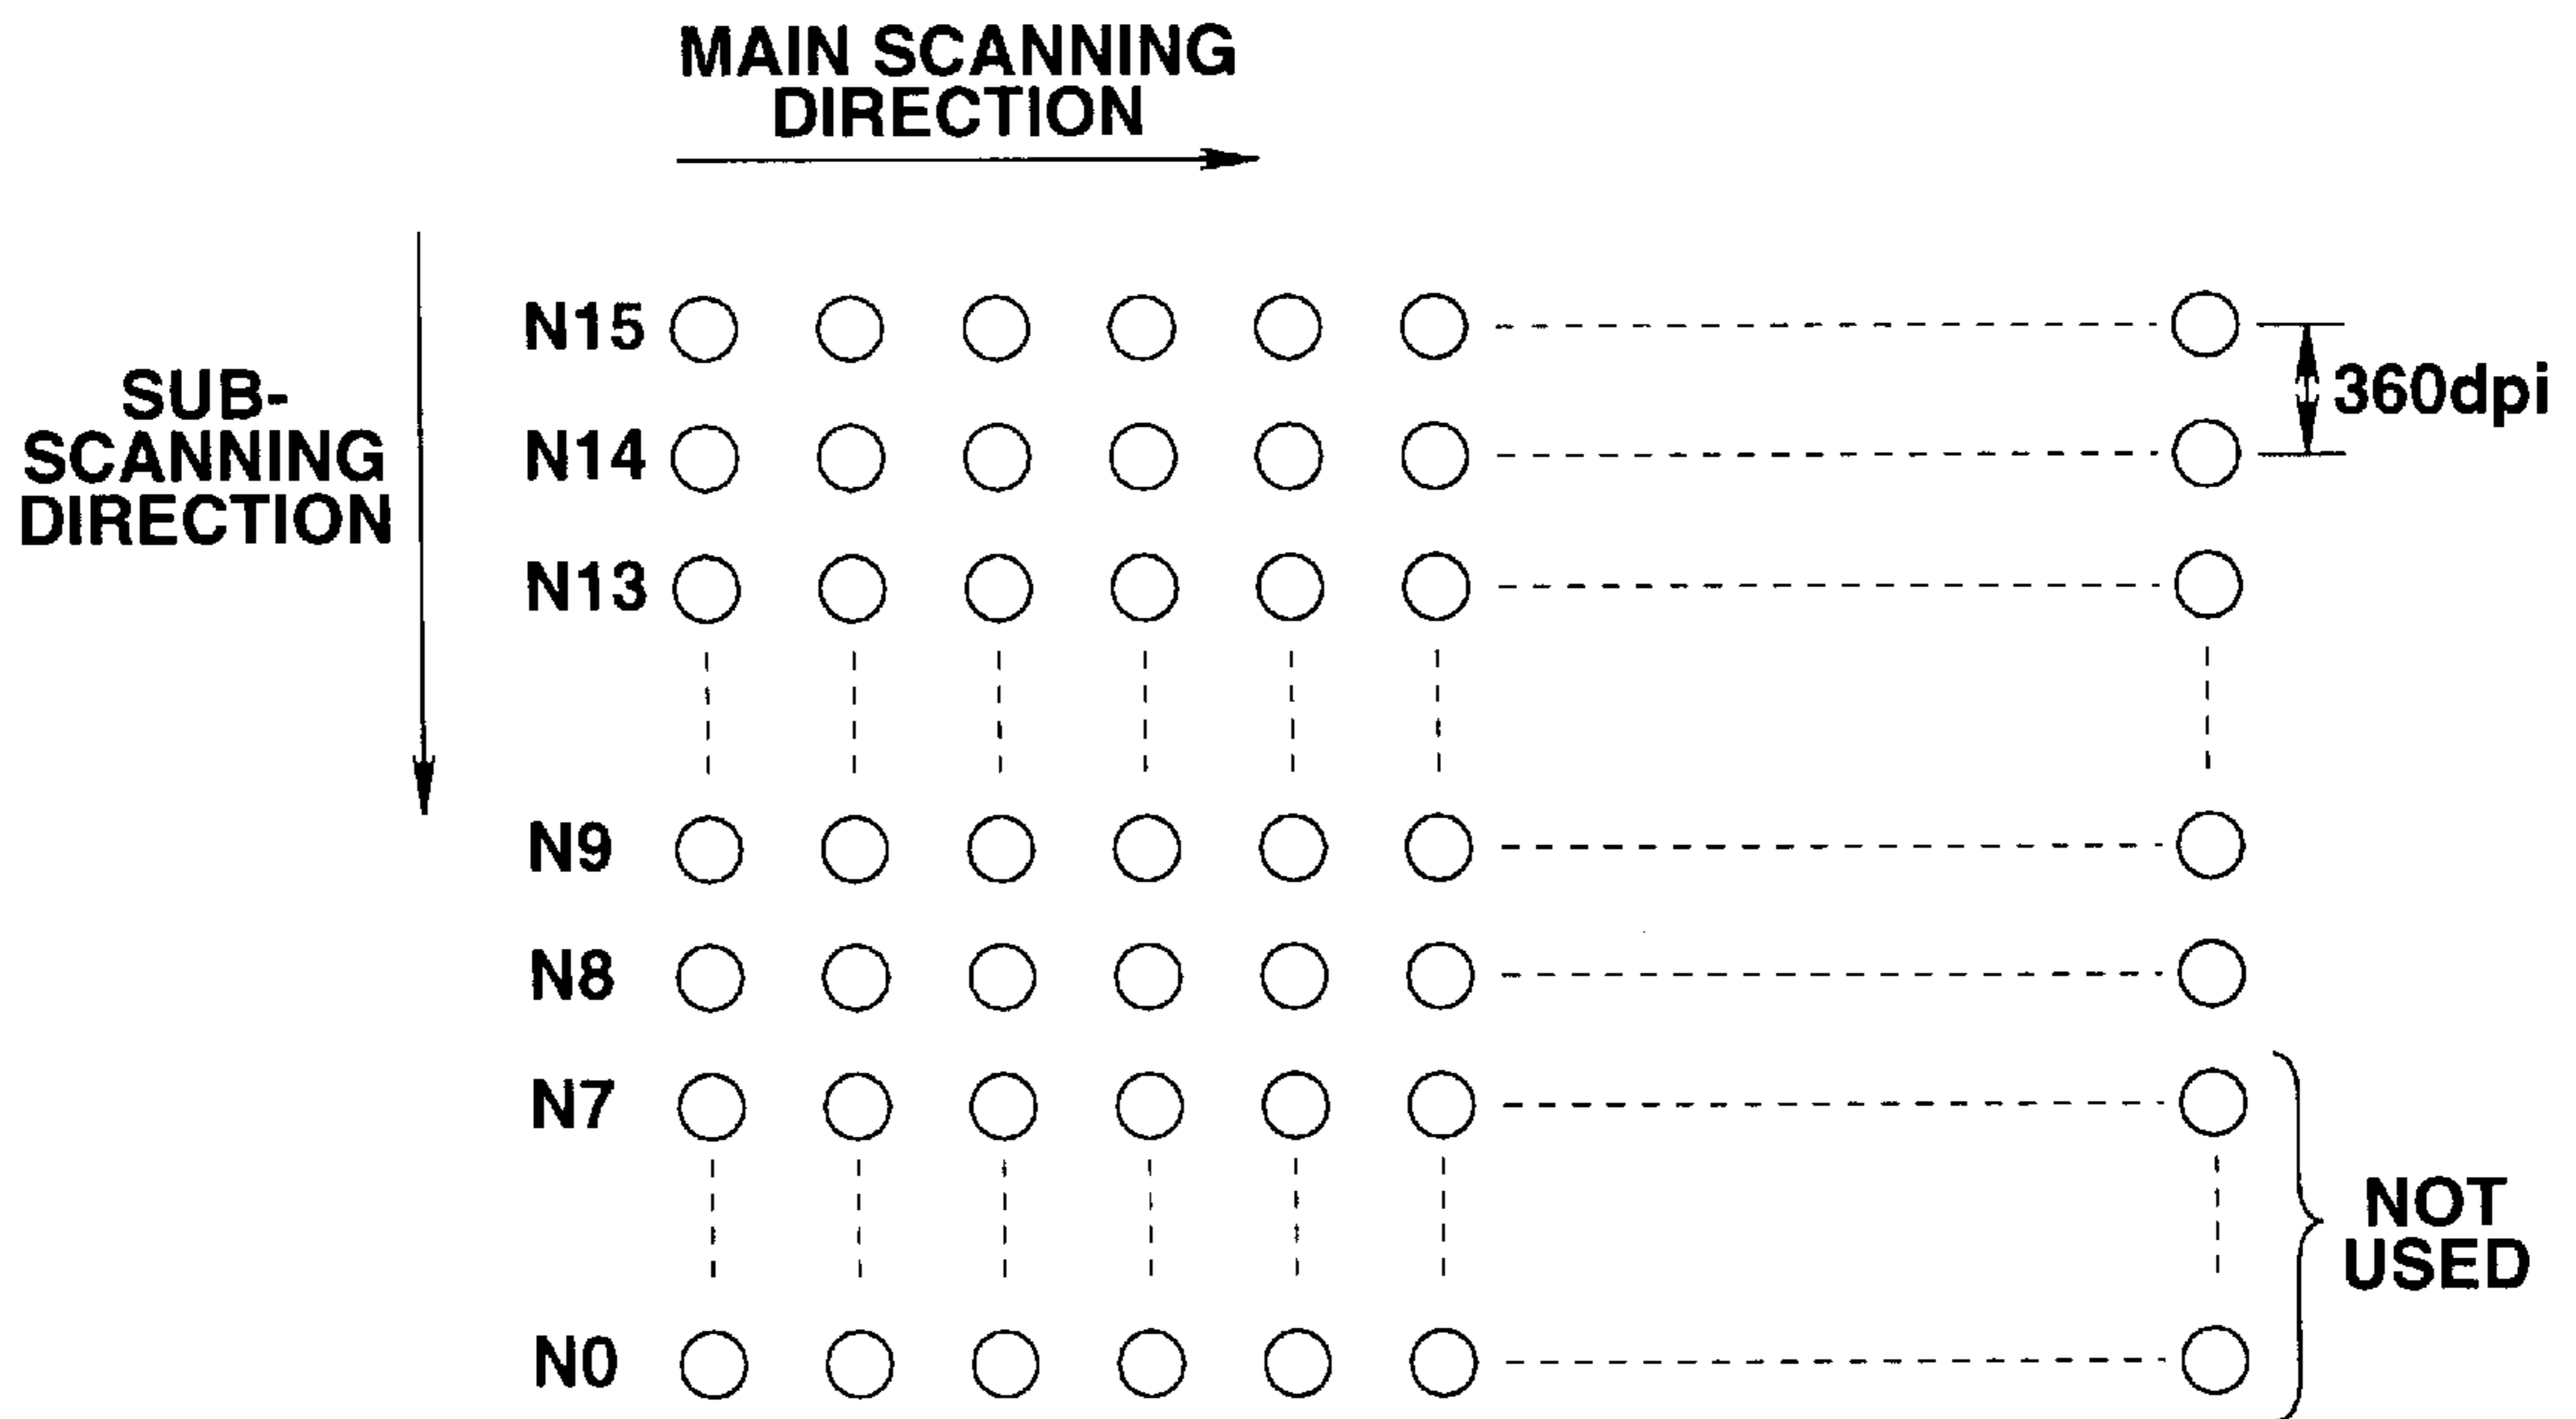 MAIN SCANNING
DIRECTION
SUB-
SCANNING
DIRECTION
N15
360dpi
N14
N13
N9
N8
N7
NOT
USED
N0